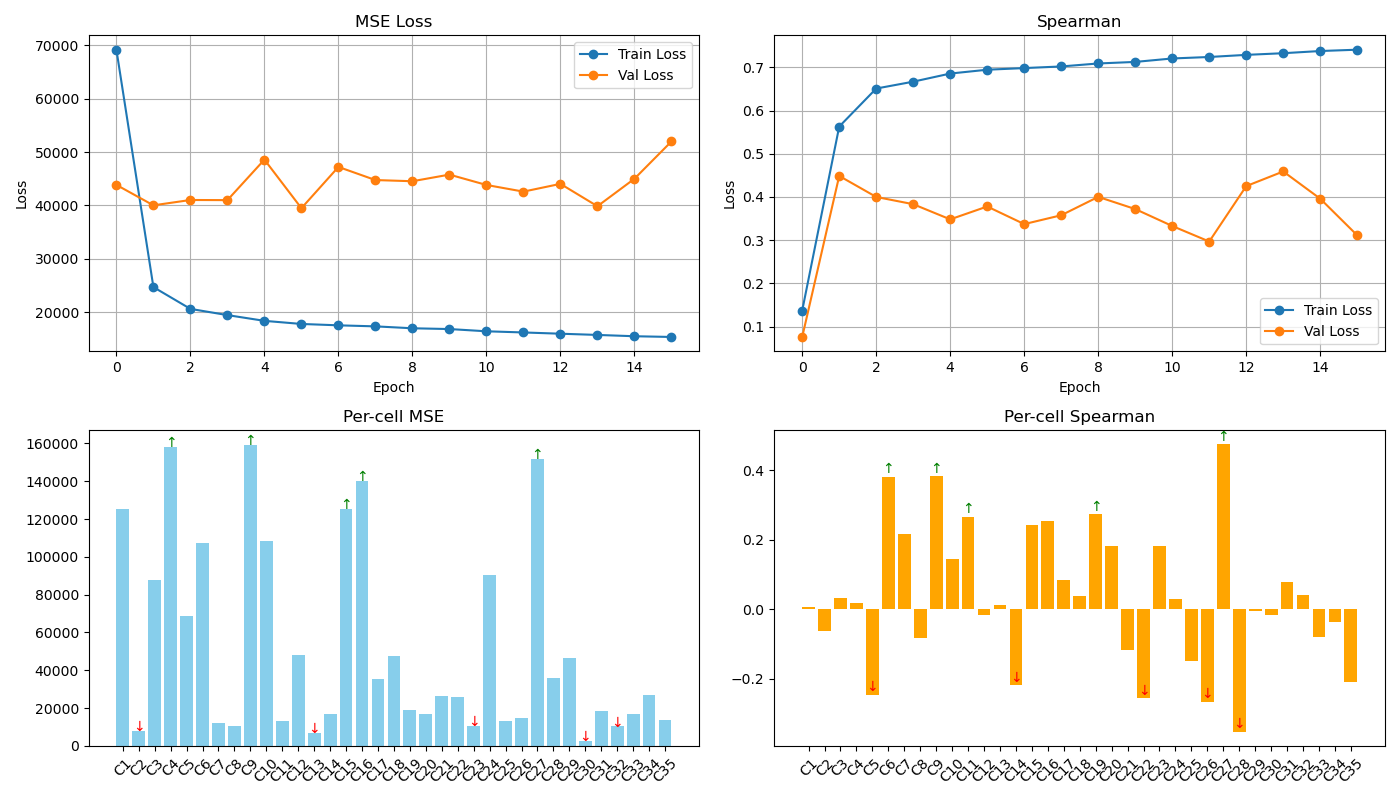 MSE Loss
70000
60000
50000
40000
30000
20000
Loss
Train Loss
Val Loss
0 2 4 6 8 10 12 14
Epoch
Spearman
0.7
0.6
0.5
0.4
0.3
0.2
0.1
Loss
Train Loss
Val Loss
0 2 4 6 8 10 12 14
Epoch
Per-cell MSE
160000
140000
120000
100000
80000
60000
40000
20000
0
↑ ↑ ↑ ↑ ↑
↓ ↓ ↓ ↓ ↓
C1 C2 C3 C4 C5 C6 C7 C8 C9 C10 C11 C12 C13 C14 C15 C16 C17 C18 C19 C20 C21 C22 C23 C24 C25 C26 C27 C28 C29 C30 C31 C32 C33 C34 C35
Per-cell Spearman
0.4
0.2
0.0
−0.2
↑ ↑ ↑ ↑ ↑
↓ ↓ ↓ ↓ ↓
C1 C2 C3 C4 C5 C6 C7 C8 C9 C10 C11 C12 C13 C14 C15 C16 C17 C18 C19 C20 C21 C22 C23 C24 C25 C26 C27 C28 C29 C30 C31 C32 C33 C34 C35